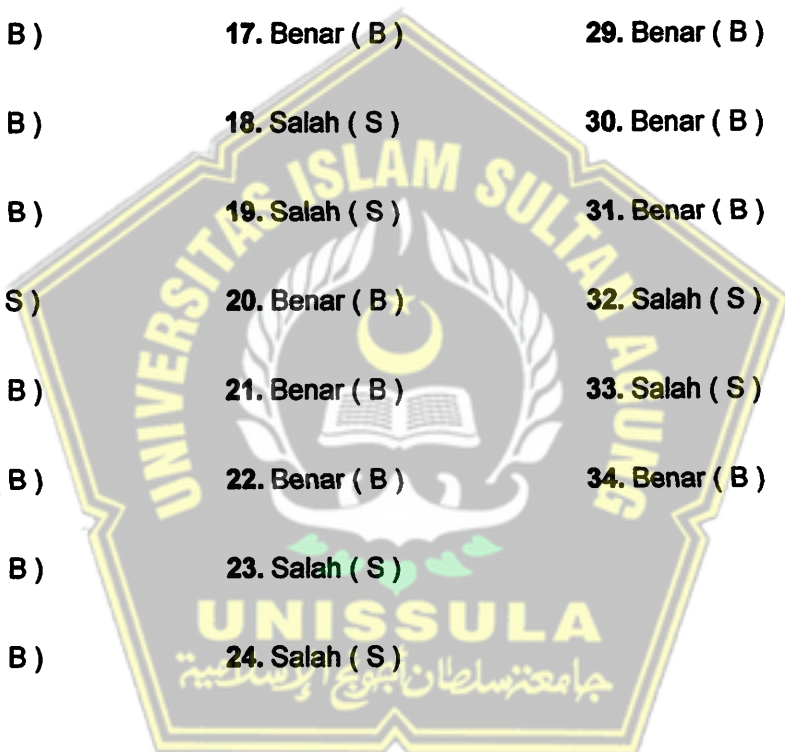 B ) 17. Benar ( B ) 29. Benar ( B )
B ) 18. Salah ( S ) 30. Benar ( B )
B ) 19. Salah ( S ) 31. Benar ( B )
S ) 20. Benar ( B ) 32. Salah ( S )
B ) 21. Benar ( B ) 33. Salah ( S )
B ) 22. Benar ( B ) 34. Benar ( B )
B ) 23. Salah ( S )
B ) 24. Salah ( S )
UNIVERSITAS ISLAM SULTAN AGUNG
UNISSULA
جامعة سلطان أجونج الإسلامية